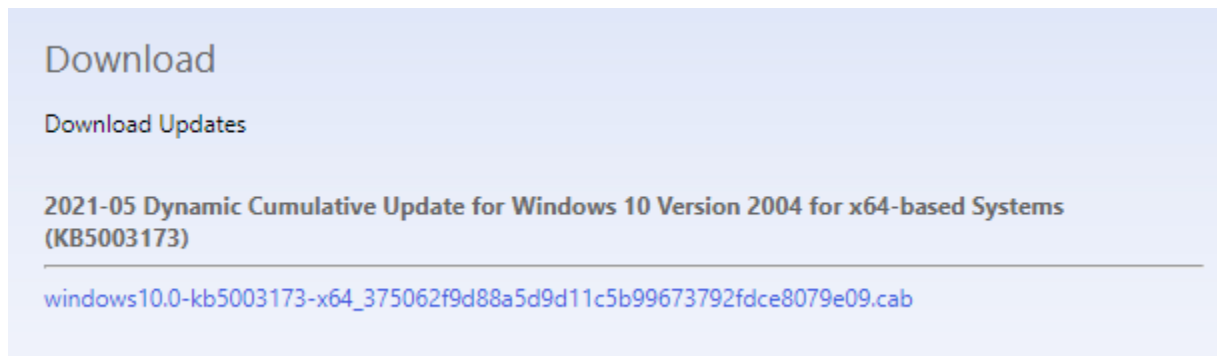 Download
Download Updates
2021-05 Dynamic Cumulative Update for Windows 10 Version 2004 for x64-based Systems
(KB5003173)
windows10.0-kb5003173-x64_375062f9d88a5d9d11c5b99673792fdce8079e09.cab